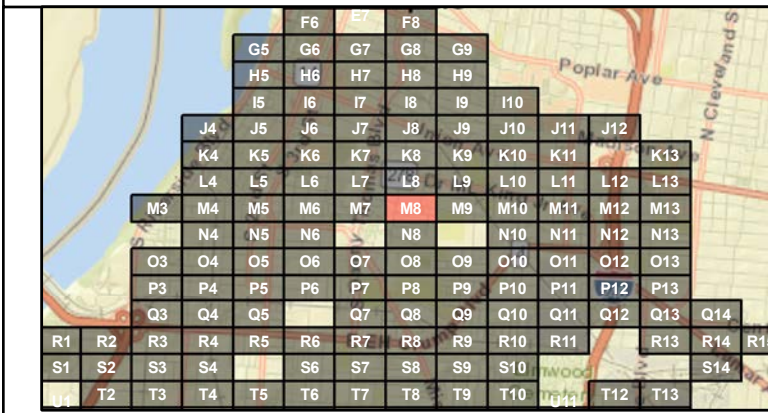 F6 E7 F8
G5 G6 G7 G8 G9
H5 H6 H7 H8 H9
Poplar Ave
N Cleveland S
I5 I6 I7 I8 I9 I10
J4 J5 J6 J7 J8 J9 J10 J11 J12
Madison Ave
K4 K5 K6 K7 K8 K9 K10 K11 K13
L4 L5 L6 L7 L8 L9 L10 L11 L12 L13
M3 M4 M5 M6 M7 M8 M9 M10 M11 M12 M13
N4 N5 N6 N8 N10 N11 N12 N13
O3 O4 O5 O6 O7 O8 O9 O10 O11 O12 O13
P3 P4 P5 P6 P7 P8 P9 P10 P11 P12 P13
Q3 Q4 Q5 Q7 Q8 Q9 Q10 Q11 Q12 Q13 Q14
R1 R2 R3 R4 R5 R6 R7 R8 R9 R10 R11 R13 R14 R15
S1 S2 S3 S4 S6 S7 S8 S9 S10 S14
U1 T2 T3 T4 T5 T6 T7 T8 T9 T10 U11 T12 T13